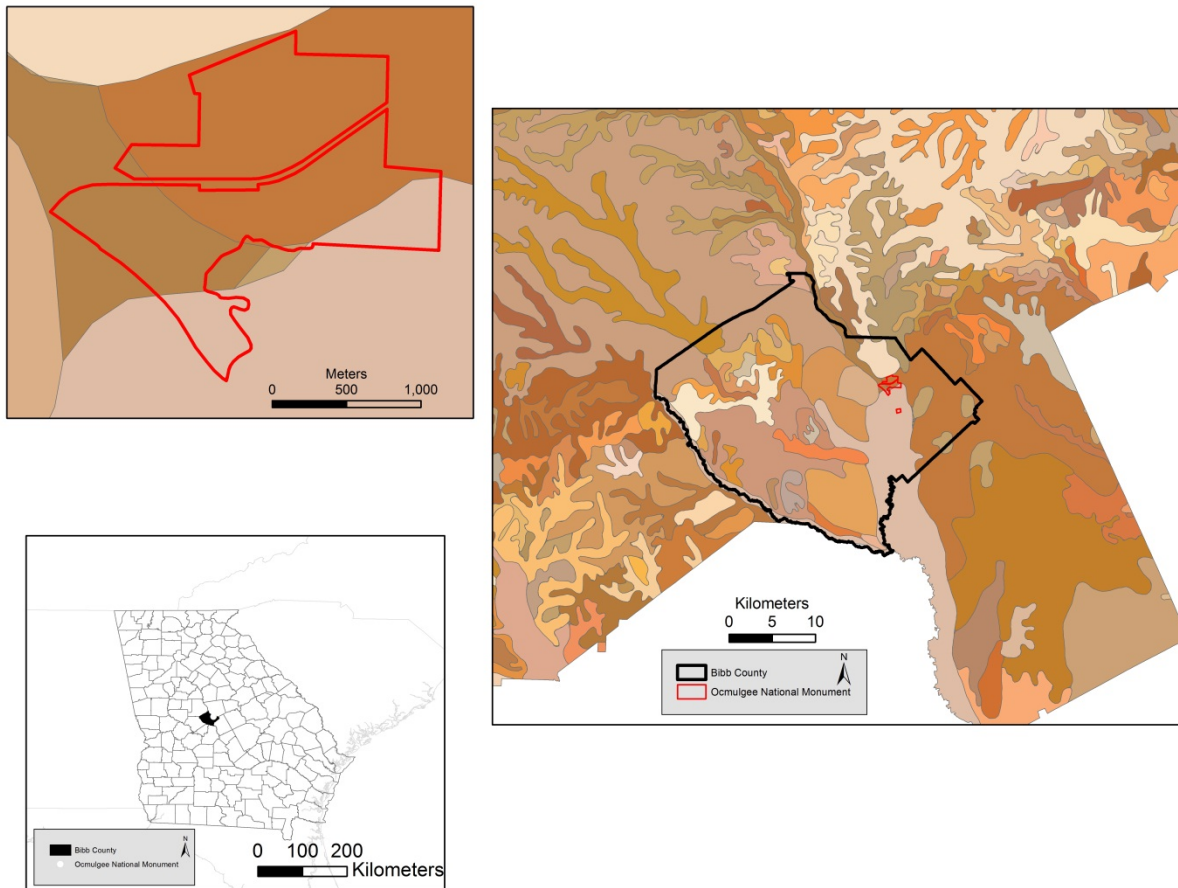 Meters
0 500 1,000
Kilometers
0 5 10
N
Bibb County
Ocmulgee National Monument
N
Bibb County
Ocmulgee National Monument
0 100 200
Kilometers